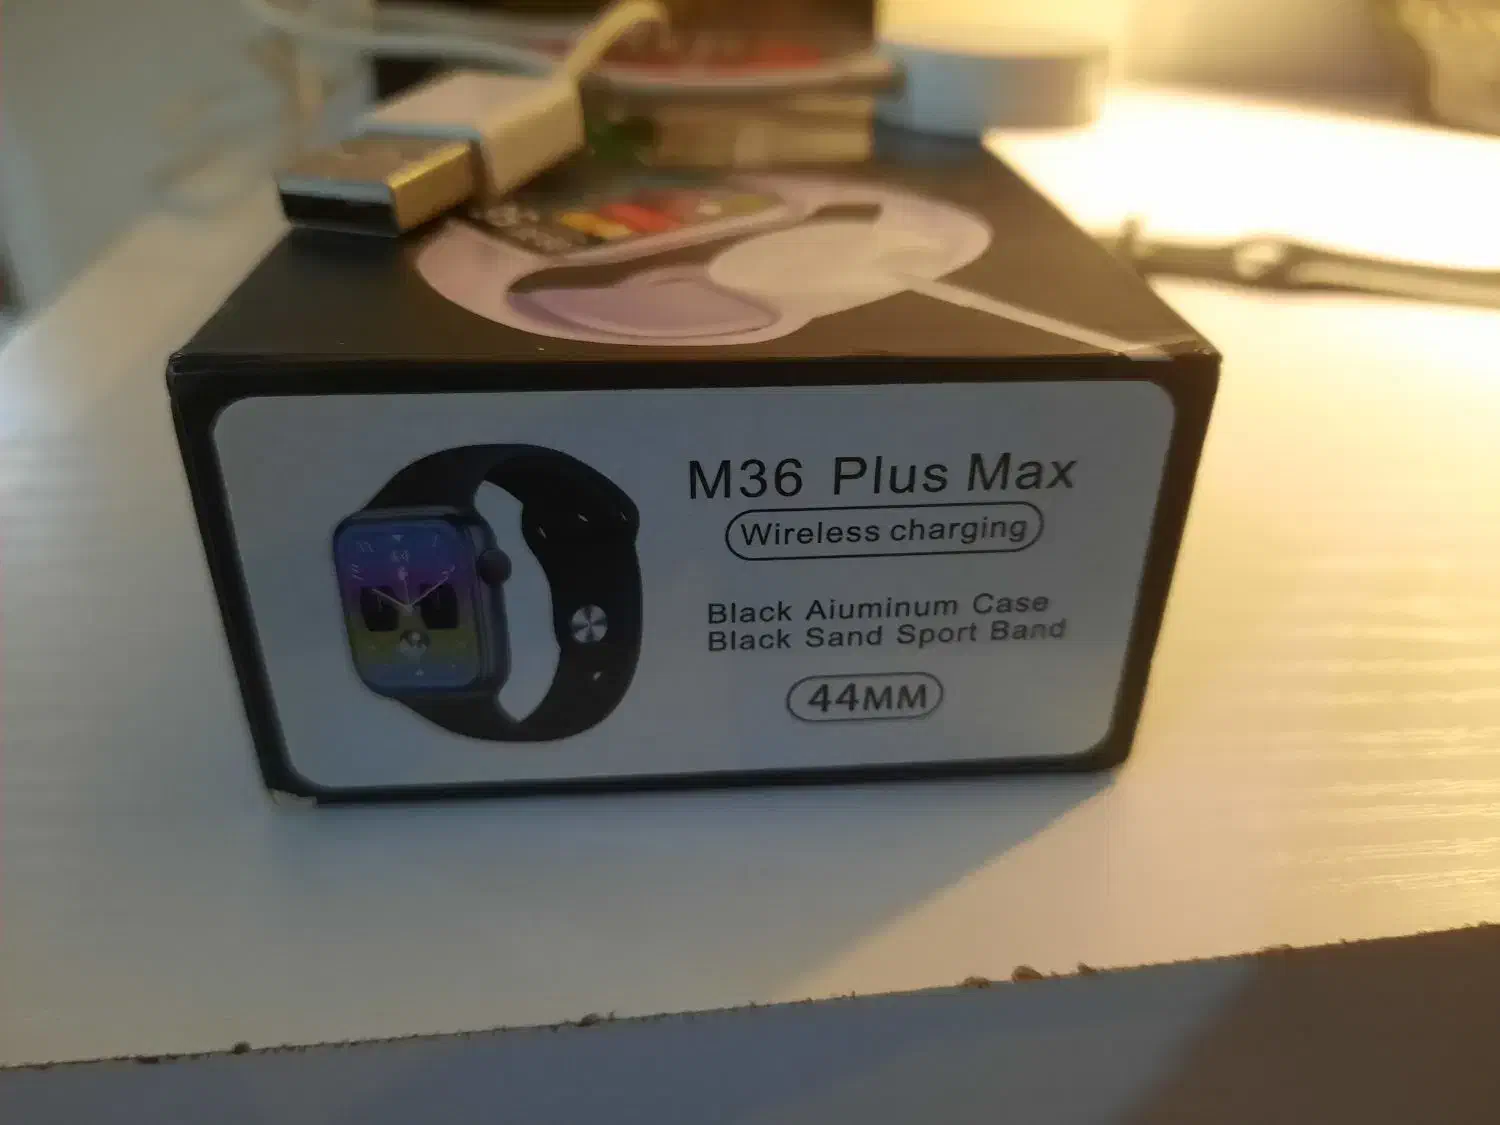 M36 Plus Max
Wireless charging
Black Aiuminum Case
Black Sand Sport Band
44MM